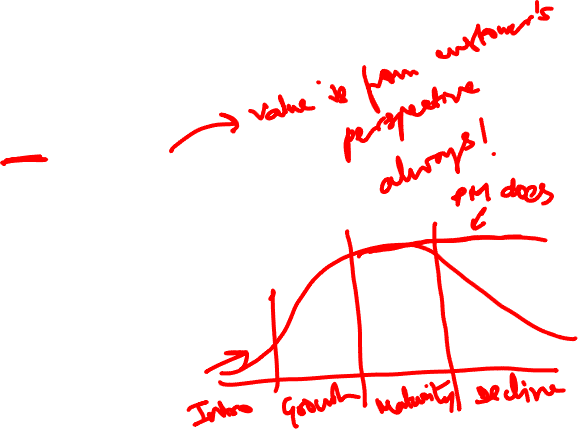 value is from customer's
perspective
always!
PM does
Intro Growth Maturity Decline